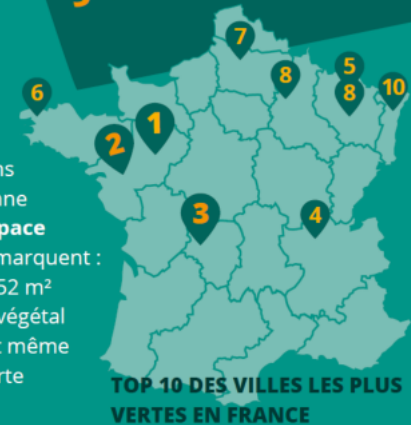 7
5
8
8
10
6
1
2
ns
nne
3
pace
4
marquent :
52 m²
végétal
t même
rte
TOP 10 DES VILLES LES PLUS
VERTES EN FRANCE